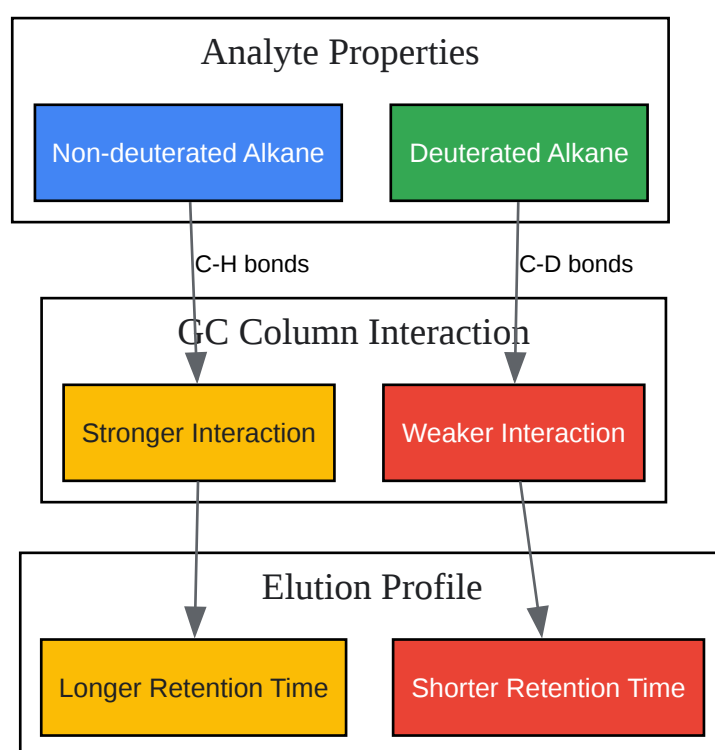 Analyte Properties
Non-deuterated Alkane
Deuterated Alkane
C-H bonds
C-D bonds
GC Column Interaction
Stronger Interaction
Weaker Interaction
Elution Profile
Longer Retention Time
Shorter Retention Time